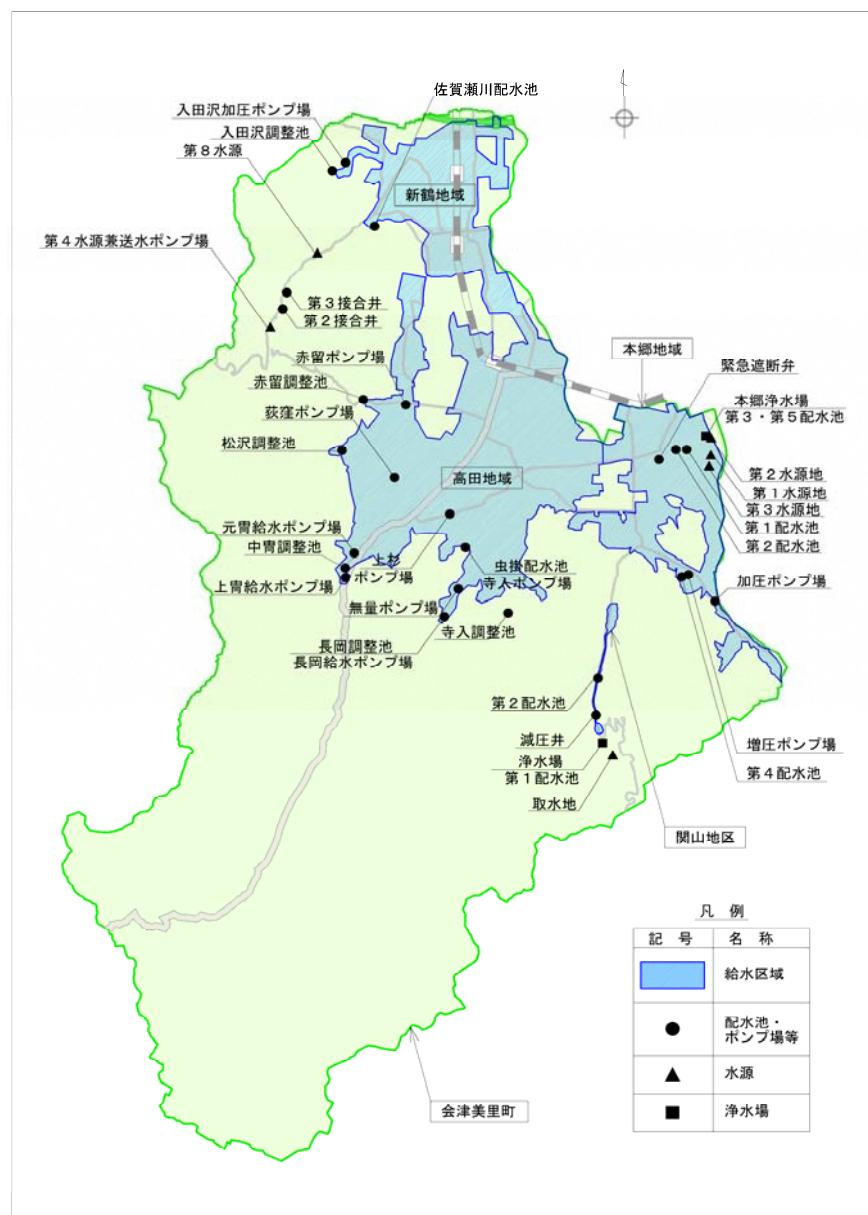 佐賀瀬川配水池
入田沢加圧ポンプ場
入田沢調整池
第８水源
新鶴地域
第４水源兼送水ポンプ場
第３接合井
第２接合井
赤留ポンプ場
赤留調整池
荻窪ポンプ場
松沢調整池
本郷地域
緊急遮断弁
本郷浄水場
第３・第５配水池
第２水源地
第１水源地
第３水源地
第１配水池
第２配水池
高田地域
元冑給水ポンプ場
中冑調整池
上冑給水ポンプ場
上杉
ポンプ場
虫掛配水池
寺入ポンプ場
加圧ポンプ場
無量ポンプ場
長岡調整池
長岡給水ポンプ場
寺入調整池
第２配水池
減圧井
浄水場
第１配水池
取水地
増圧ポンプ場
第４配水池
関山地区
会津美里町
凡 例
記 号 名 称
給水区域
配水池・
ポンプ場等
水源
浄水場